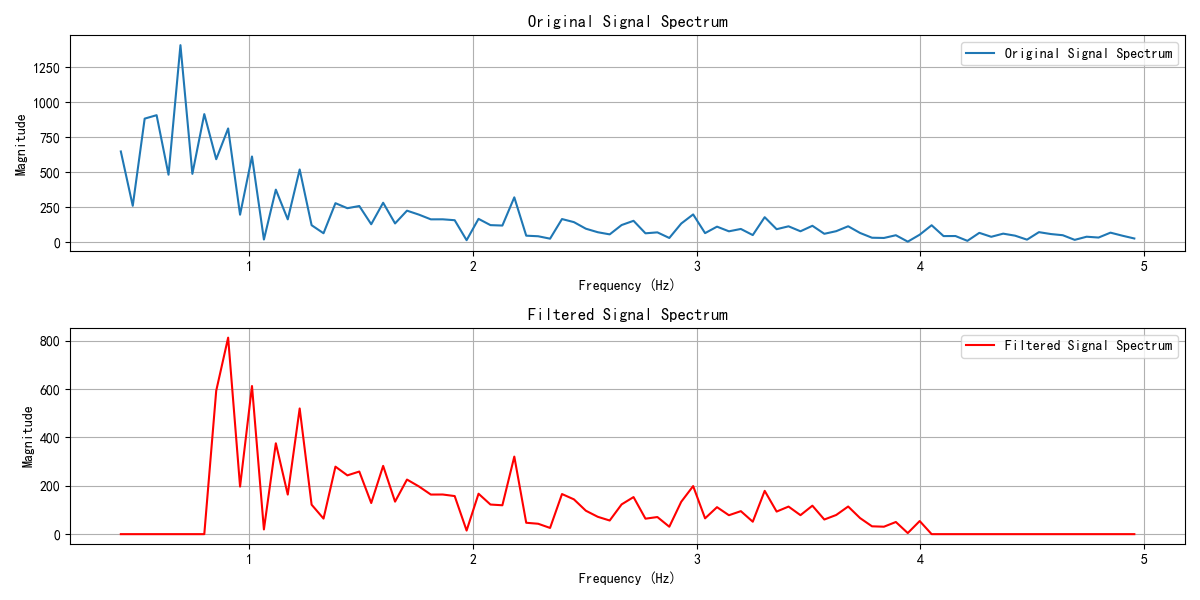 Original Signal Spectrum
Original Signal Spectrum
1250
1000
750
500
250
0
Magnitude
1 2 3 4 5
Frequency (Hz)
Filtered Signal Spectrum
Filtered Signal Spectrum
800
600
400
200
0
Magnitude
1 2 3 4 5
Frequency (Hz)